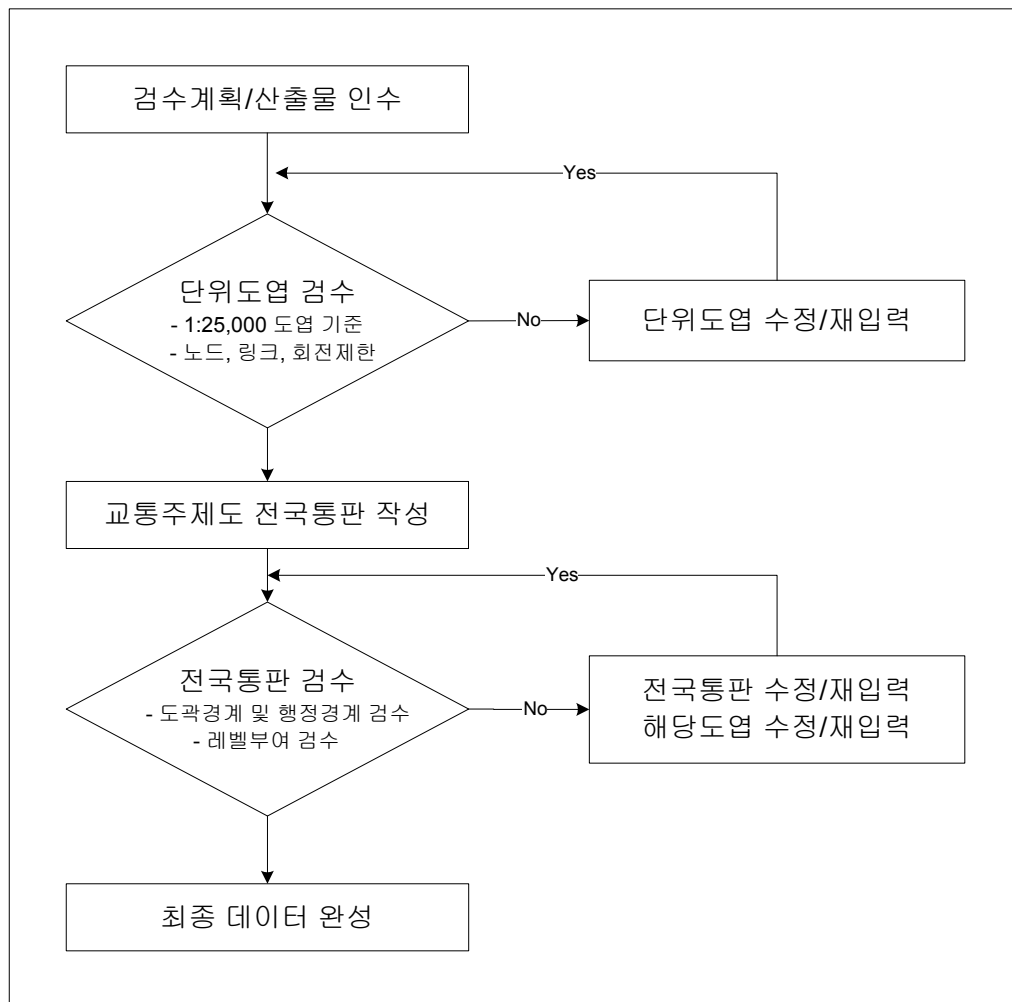 검수계획/산출물 인수
Yes
단위도엽 검수
- 1:25,000 도엽 기준
- 노드, 링크, 회전제한
No
단위도엽 수정/재입력
교통주제도 전국통판 작성
Yes
전국통판 검수
- 도곽경계 및 행정경계 검수
- 레벨부여 검수
No
전국통판 수정/재입력
해당도엽 수정/재입력
최종 데이터 완성